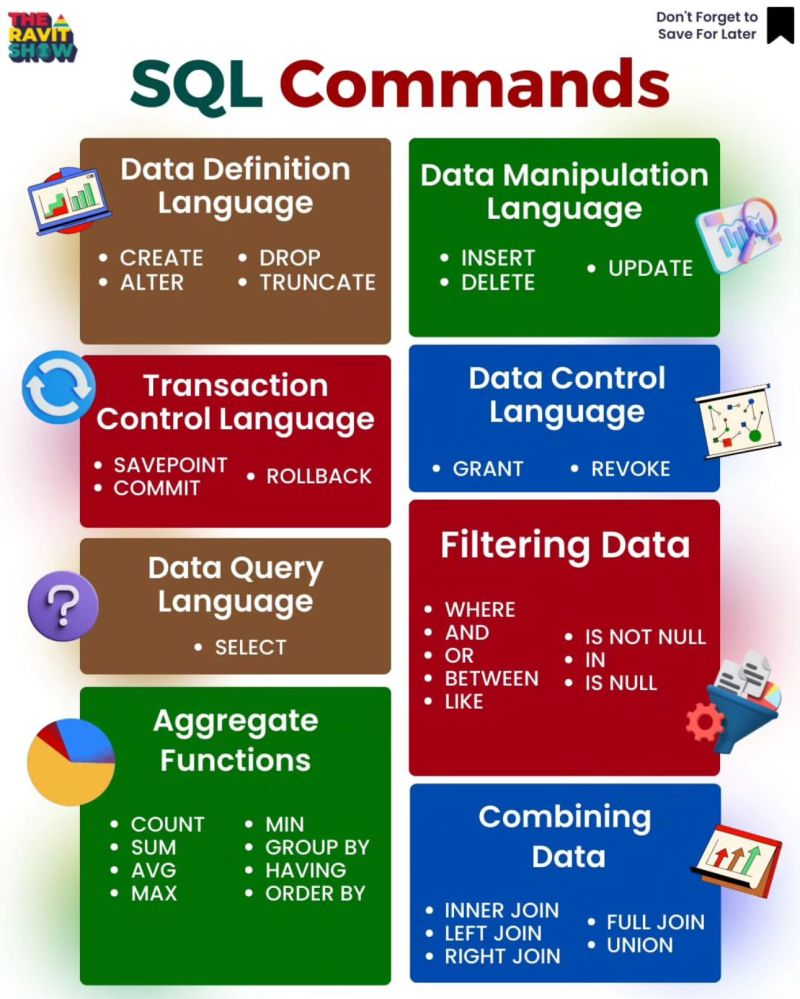 THE
RAVIT
SHOW
Don't Forget to
Save For Later
SQL Commands
Data Definition
Language
• CREATE
• ALTER
• DROP
• TRUNCATE
Data Manipulation
Language
• INSERT
• DELETE
• UPDATE
Transaction
Control Language
• SAVEPOINT
• COMMIT
• ROLLBACK
Data Control
Language
• GRANT
• REVOKE
Data Query
Language
• SELECT
Filtering Data
• WHERE
• AND
• OR
• BETWEEN
• LIKE
• IS NOT NULL
• IN
• IS NULL
Aggregate
Functions
• COUNT
• SUM
• AVG
• MAX
• MIN
• GROUP BY
• HAVING
• ORDER BY
Combining
Data
• INNER JOIN
• LEFT JOIN
• RIGHT JOIN
• FULL JOIN
• UNION